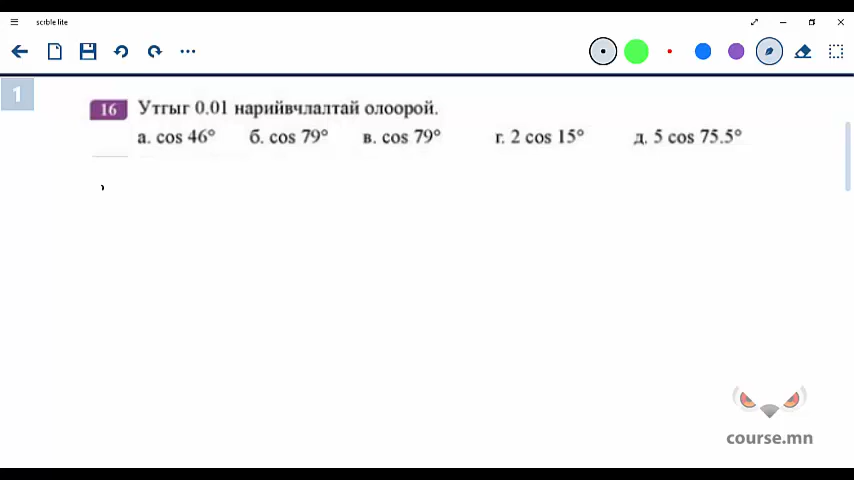 scrble lite
1
16 Утгыг 0.01 нарийвчлалтай олоорой.
а. cos 46° б. cos 79° в. cos 79° г. 2 cos 15° д. 5 cos 75.5°
course.mn